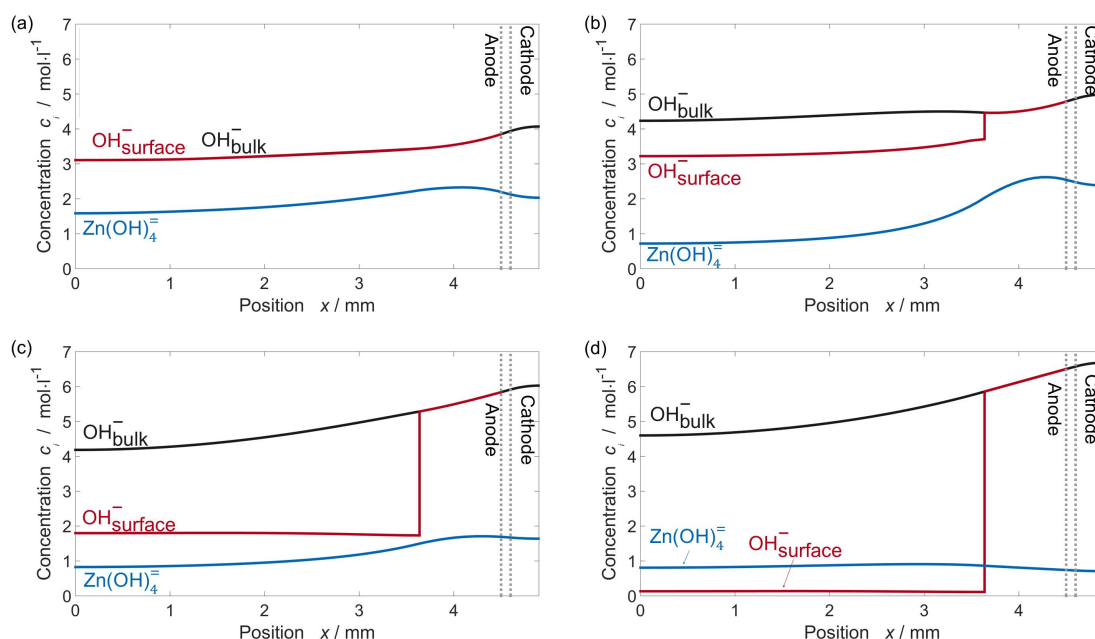 (a)
7
6
5
4
3
2
1
0
Concentration c_i / mol·l⁻¹
OH⁻surface
OH⁻bulk
Zn(OH)₄⁼
Anode
Cathode
0 1 2 3 4
Position x / mm
(b)
7
6
5
4
3
2
1
0
Concentration c_i / mol·l⁻¹
OH⁻bulk
OH⁻surface
Zn(OH)₄⁼
Anode
Cathode
0 1 2 3 4
Position x / mm
(c)
7
6
5
4
3
2
1
0
Concentration c_i / mol·l⁻¹
OH⁻bulk
OH⁻surface
Zn(OH)₄⁼
Anode
Cathode
0 1 2 3 4
Position x / mm
(d)
7
6
5
4
3
2
1
0
Concentration c_i / mol·l⁻¹
OH⁻bulk
Zn(OH)₄⁼
OH⁻surface
Anode
Cathode
0 1 2 3 4
Position x / mm